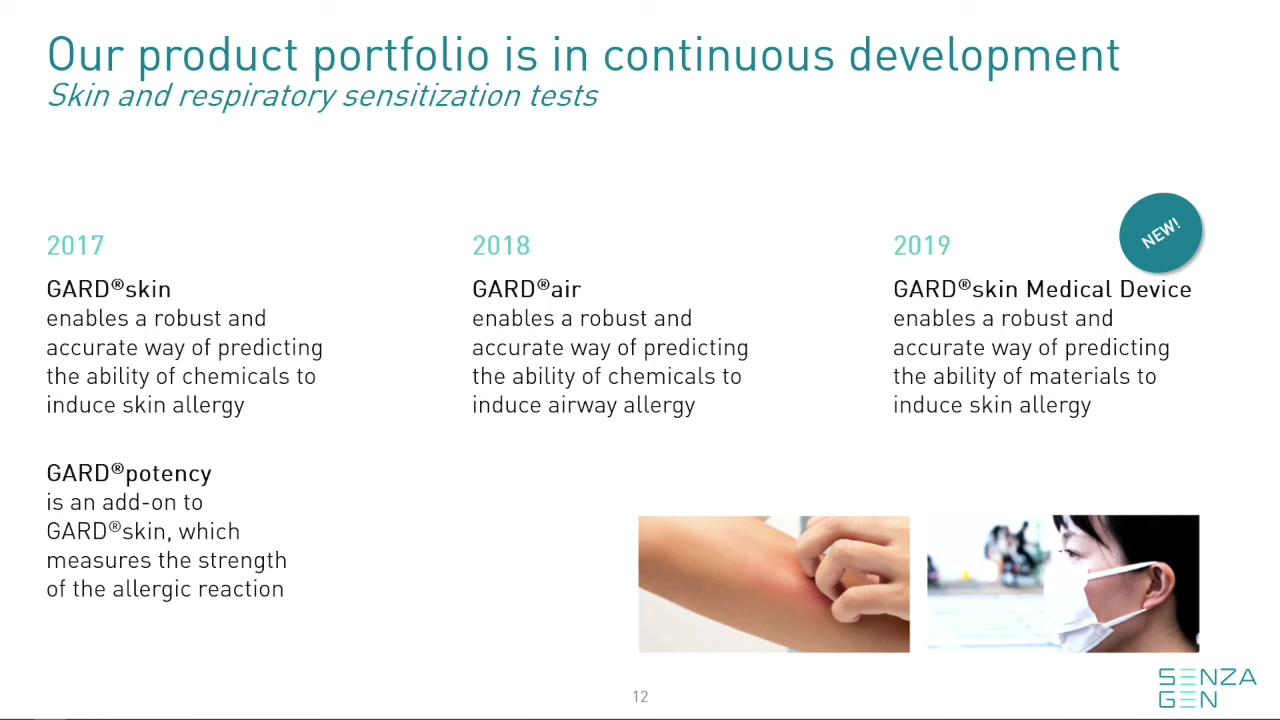 Our product portfolio is in continuous development
Skin and respiratory sensitization tests
2017
GARD®skin
enables a robust and
accurate way of predicting
the ability of chemicals to
induce skin allergy
GARD®potency
is an add-on to
GARD®skin, which
measures the strength
of the allergic reaction
2018
GARD®air
enables a robust and
accurate way of predicting
the ability of chemicals to
induce airway allergy
NEW!
2019
GARD®skin Medical Device
enables a robust and
accurate way of predicting
the ability of materials to
induce skin allergy
12
SENZA
GEN